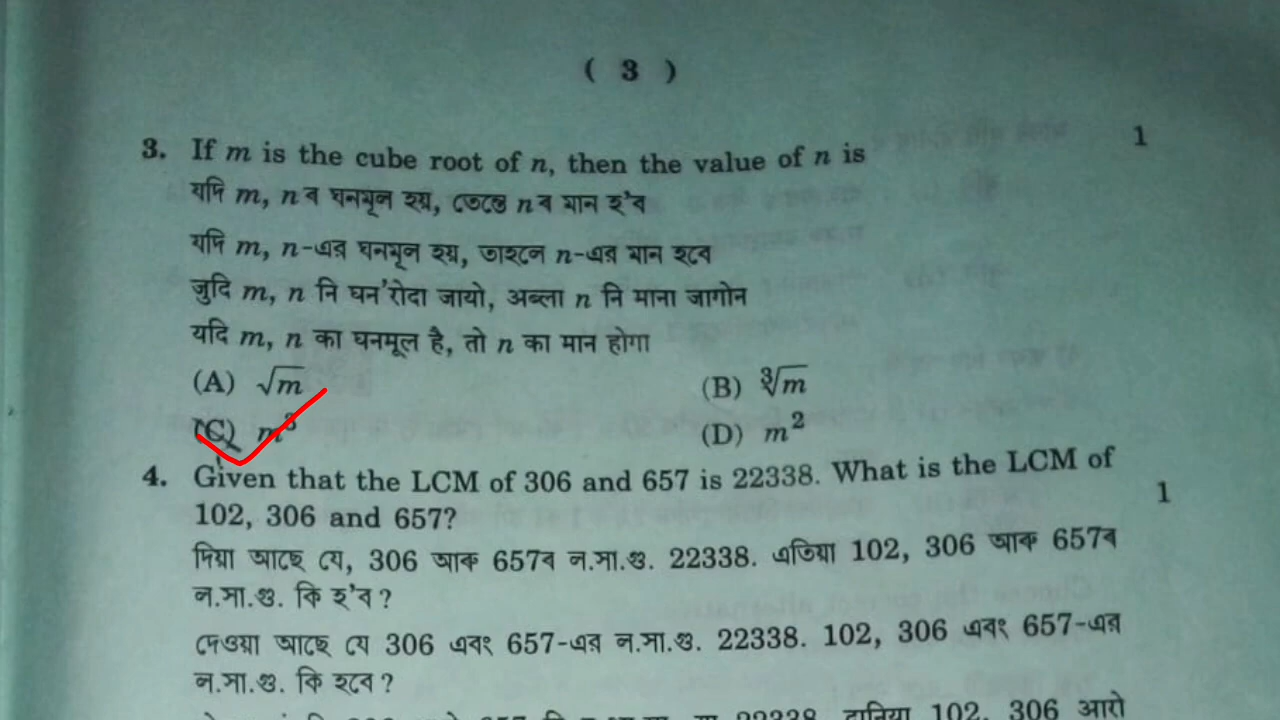 ( 3 )
3. If m is the cube root of n, then the value of n is 1
যদি m, nৰ ঘনমূল হয়, তেন্তে nৰ মান হ'ব
যদি m, n-এর ঘনমূল হয়, তাহলে n-এর মান হবে
जुदि m, n नि घन'रोदा जायो, अब्ला n नि माना जागोन
यदि m, n का घनमूल है, तो n का मान होगा
(A) √m (B) ∛m
(C) m³ (D) m²
4. Given that the LCM of 306 and 657 is 22338. What is the LCM of 1
102, 306 and 657?
দিয়া আছে যে, 306 আৰু 657ৰ ল.সা.গু. 22338. এতিয়া 102, 306 আৰু 657ৰ
ল.সা.গু. কি হ'ব?
দেওয়া আছে যে 306 এবং 657-এর ল.সা.গু. 22338. 102, 306 এবং 657-এর
ল.সা.গু. কি হবে?
22338. दानिया 102, 306 आरो